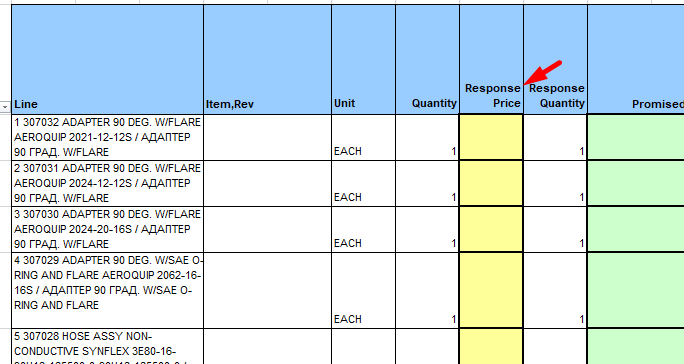 Line
Item,Rev
Unit
Quantity
Response
Price
Response
Quantity
Promised
1 307032 ADAPTER 90 DEG. W/FLARE
AEROQUIP 2021-12-12S / АДАПТЕР
90 ГРАД. W/FLARE
EACH
1
1
2 307031 ADAPTER 90 DEG. W/FLARE
AEROQUIP 2024-12-12S / АДАПТЕР
90 ГРАД. W/FLARE
EACH
1
1
3 307030 ADAPTER 90 DEG. W/FLARE
AEROQUIP 2024-20-16S / АДАПТЕР
90 ГРАД. W/FLARE
EACH
1
1
4 307029 ADAPTER 90 DEG. W/SAE O-
RING AND FLARE AEROQUIP 2062-16-
16S / АДАПТЕР 90 ГРАД. W/SAE O-
RING AND FLARE
EACH
1
1
5 307028 HOSE ASSY NON-
CONDUCTIVE SYNFLEX 3E80-16-